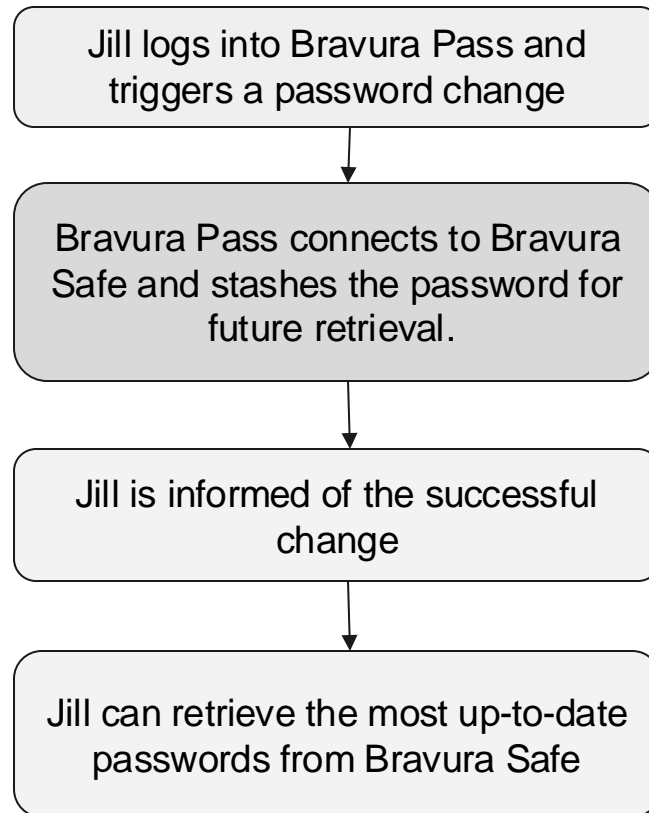 Jill logs into Bravura Pass and
triggers a password change
Bravura Pass connects to Bravura
Safe and stashes the password for
future retrieval.
Jill is informed of the successful
change
Jill can retrieve the most up-to-date
passwords from Bravura Safe